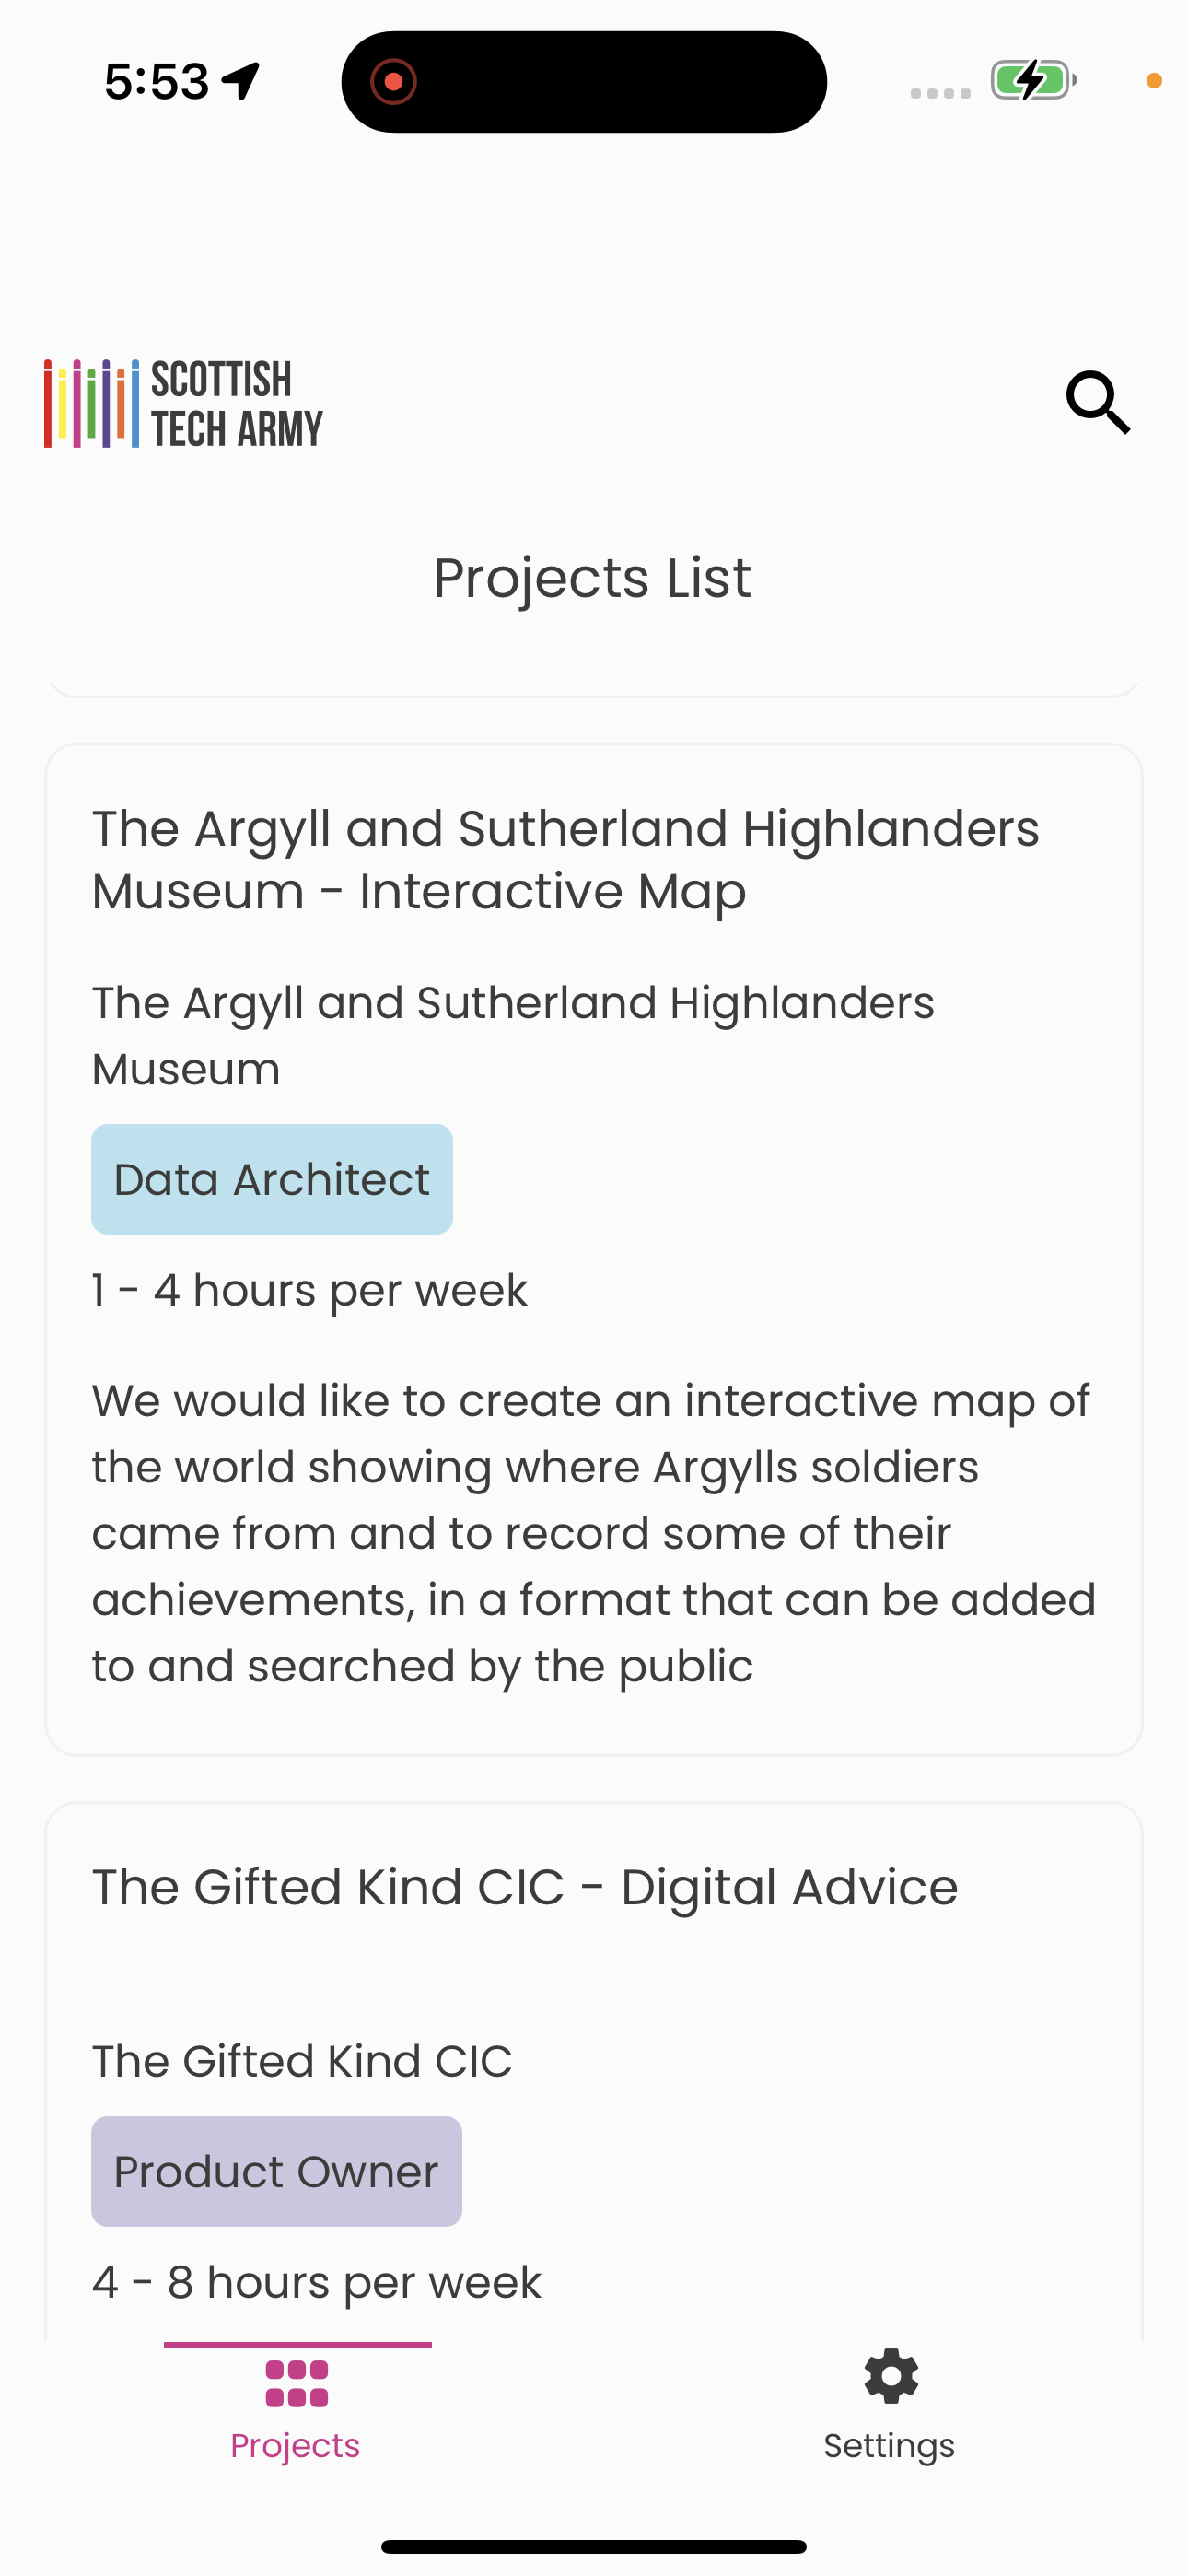 5:53
SCOTTISH
TECH ARMY
Projects List
The Argyll and Sutherland Highlanders
Museum - Interactive Map
The Argyll and Sutherland Highlanders
Museum
Data Architect
1 - 4 hours per week
We would like to create an interactive map of
the world showing where Argylls soldiers
came from and to record some of their
achievements, in a format that can be added
to and searched by the public
The Gifted Kind CIC - Digital Advice
The Gifted Kind CIC
Product Owner
4 - 8 hours per week
Projects
Settings